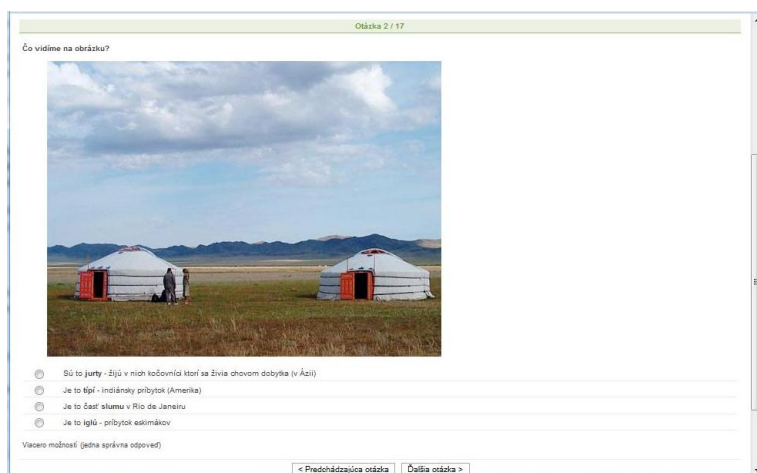 Otázka 2 / 17
Čo vidíme na obrázku?
Sú to jurty - žijú v nich kočovníci ktorí sa živia chovom dobytka (v Ázii)
Je to típí - indiánsky príbytok (Amerika)
Je to časť slumu v Rio de Janeiru
Je to iglú - príbytok eskimákov
Viacero možností (jedna správna odpoveď)
< Predchádzajúca otázka Ďalšia otázka >